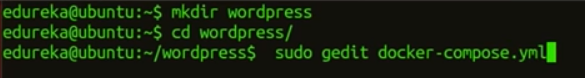 edureka@ubuntu:~$ mkdir wordpress
edureka@ubuntu:~$ cd wordpress/
edureka@ubuntu:~/wordpress$  sudo gedit docker-compose.yml